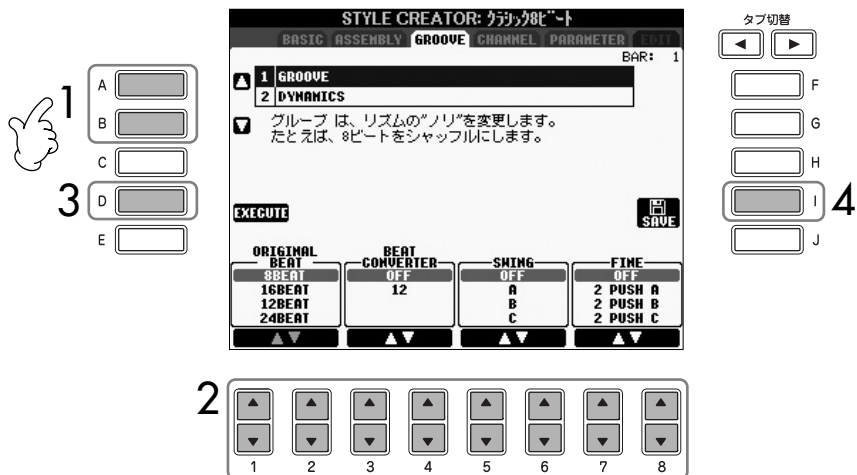 STYLE CREATOR: クラシック8ビート
BASIC ASSEMBLY GROOVE CHANNEL PARAMETER EDIT
BAR: 1
1 GROOVE
2 DYNAMICS
グルーブ は、リズムの"ノリ"を変更します。
たとえば、8ビートをシャッフルにします。
EXECUTE
SAVE
ORIGINAL BEAT
8BEAT
16BEAT
12BEAT
24BEAT
BEAT CONVERTER
OFF
12
SWING
OFF
A
B
C
FINE
OFF
2 PUSH A
2 PUSH B
2 PUSH C
タブ切替
A
B
C
D
E
F
G
H
I
J
1
3
4
2
1 2 3 4 5 6 7 8